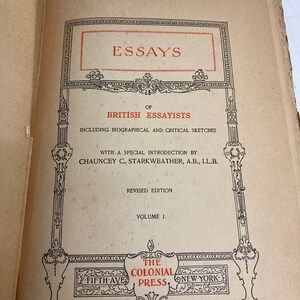 ESSAYS
OF
BRITISH ESSAYISTS
INCLUDING BIOGRAPHICAL AND CRITICAL SKETCHES
WITH A SPECIAL INTRODUCTION BY
CHAUNCEY C. STARKWEATHER, A.B., LL.B.
REVISED EDITION
VOLUME I
THE
COLONIAL
PRESS
FIFTH·AVE NEW·YORK